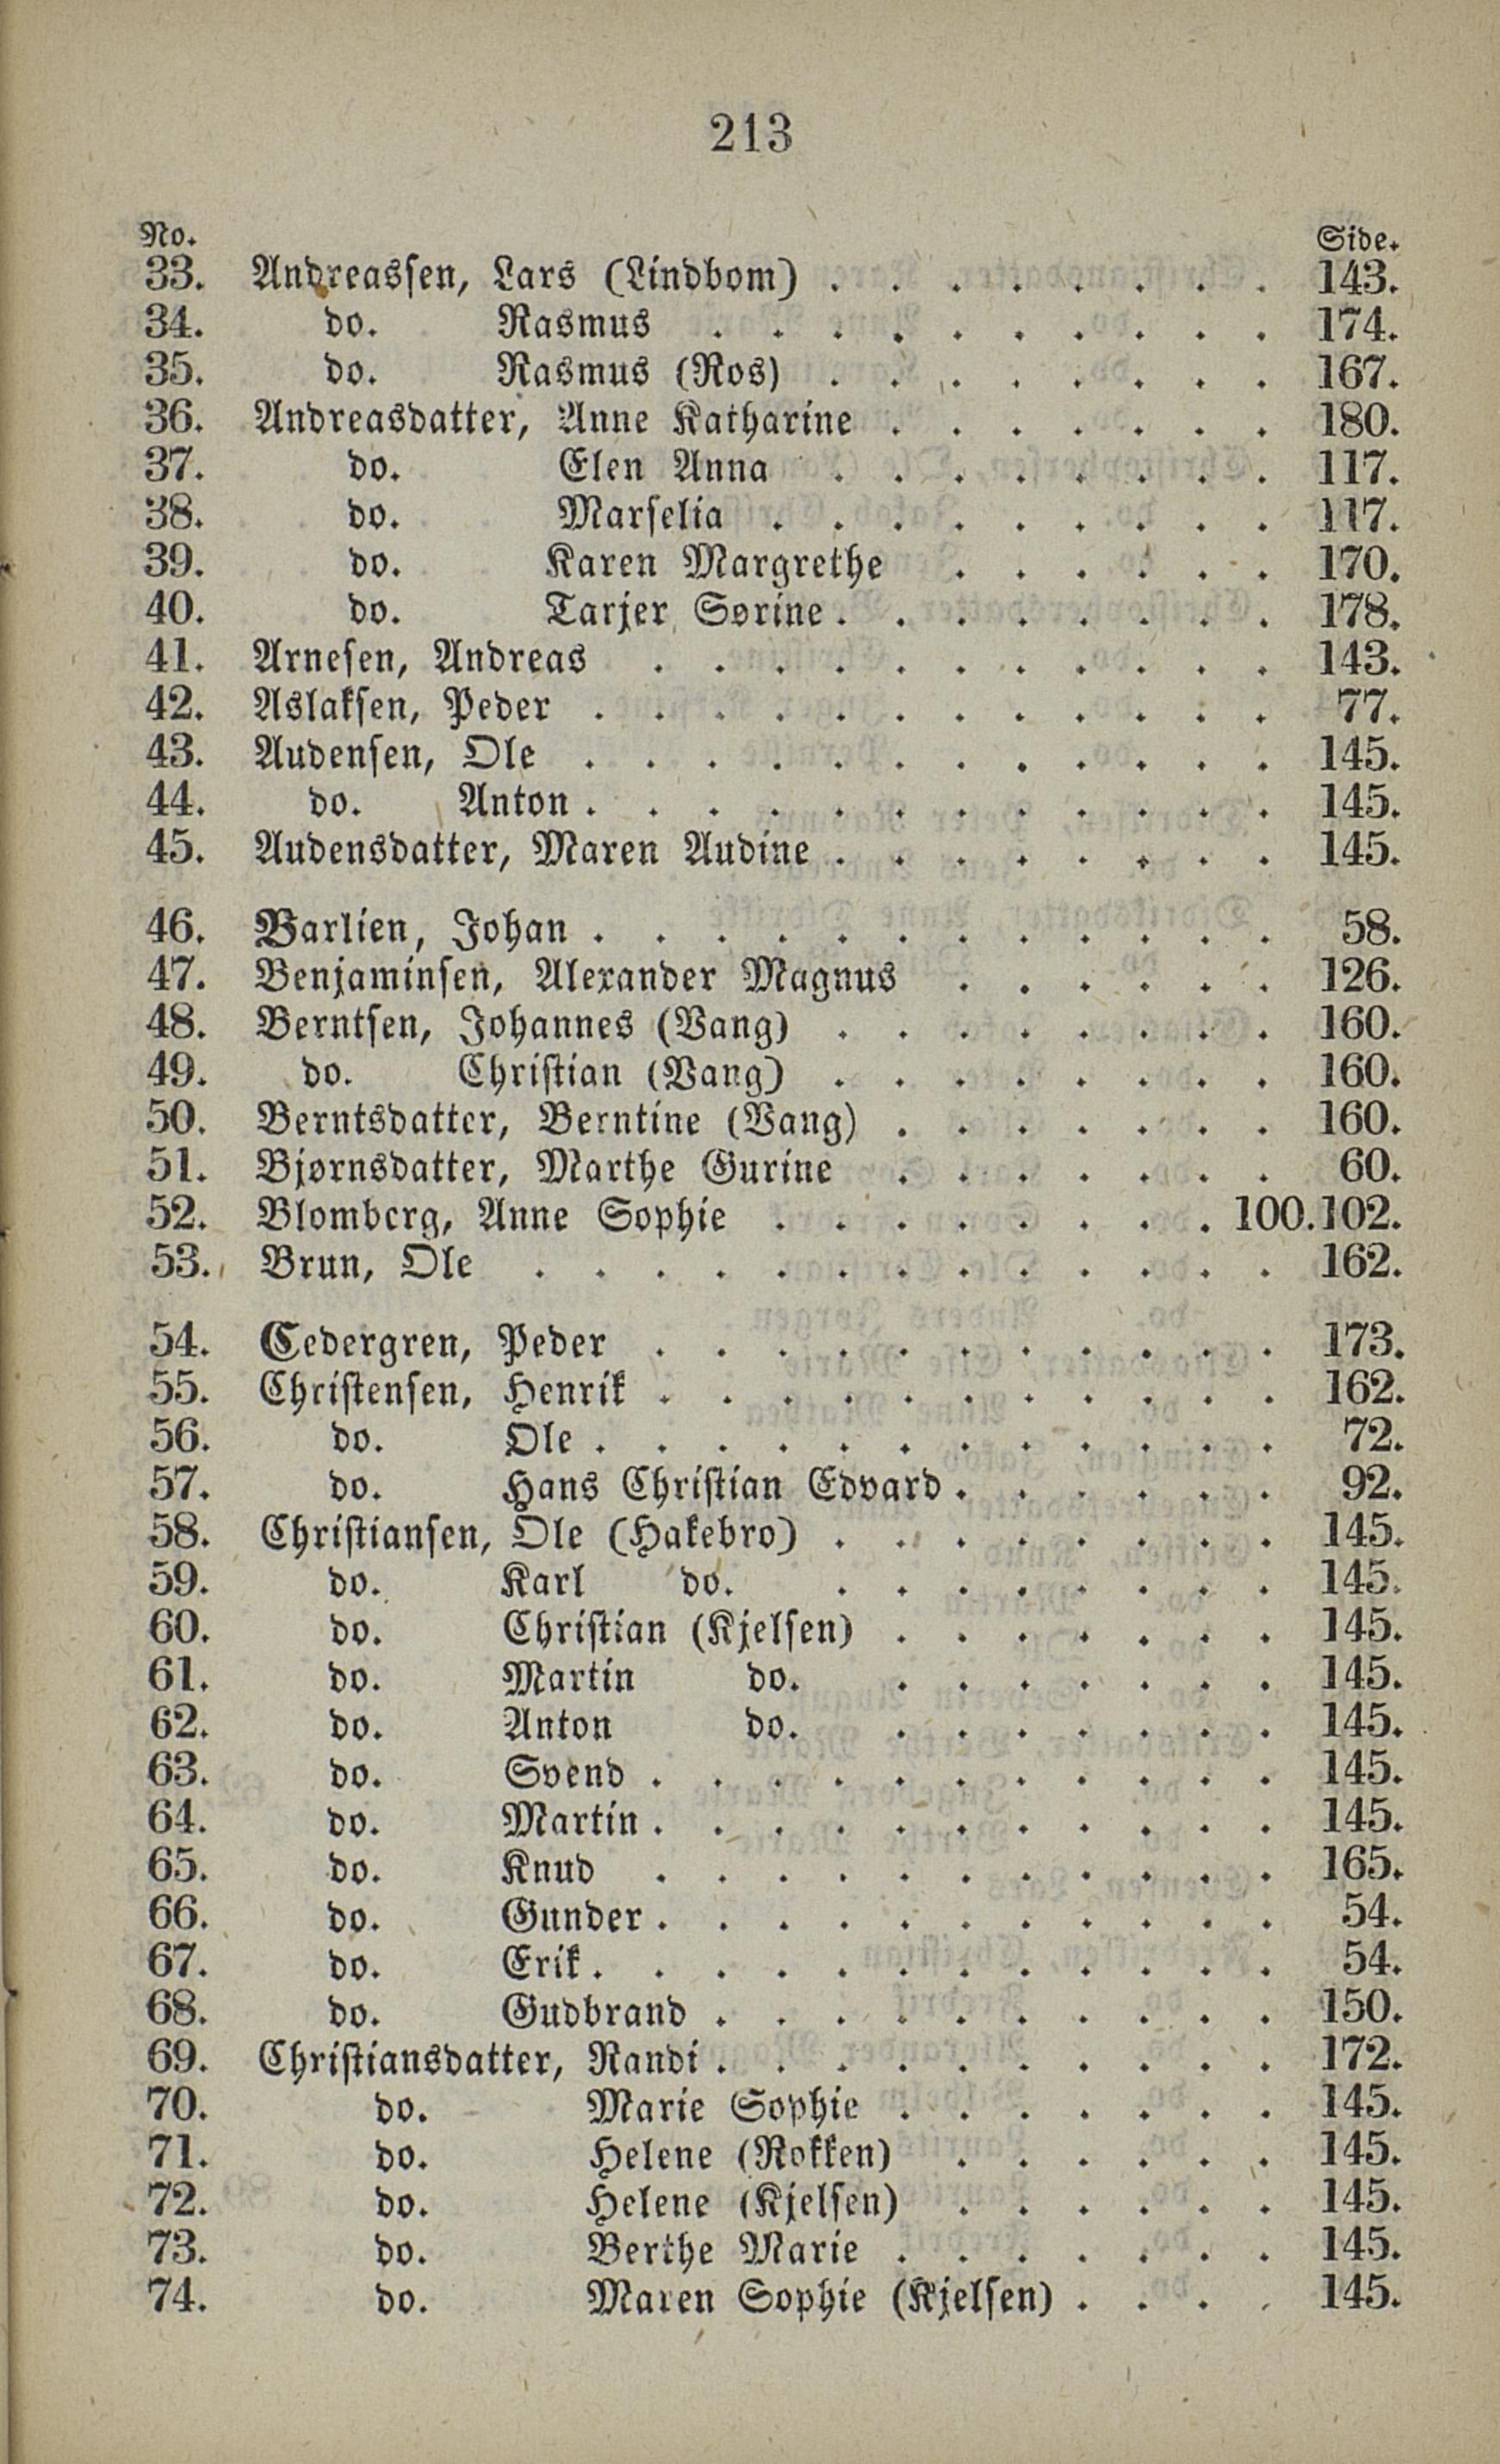 213
No. Side.
33. Andreassen, Lars (Lindbom) . . . . . . . . 143.
34. do. Rasmus . . . . . . . . . . 174.
35. do. Rasmus (Ros) . . . . . . . . 167.
36. Andreasdatter, Anne Katharine . . . . . . . 180.
37. do. Elen Anna . . . . . . . . 117.
38. do. Marselia . . . . . . . . . 117.
39. do. Karen Margrethe . . . . . . 170.
40. do. Tarjer Sørine . . . . . . . . 178.
41. Arnesen, Andreas . . . . . . . . . . . 143.
42. Aslaksen, Peder . . . . . . . . . . . . 77.
43. Audensen, Ole . . . . . . . . . . . . 145.
44. do. Anton . . . . . . . . . . . . 145.
45. Audensdatter, Maren Audine . . . . . . . . 145.
46. Barlien, Johan . . . . . . . . . . . . 58.
47. Benjaminsen, Alexander Magnus . . . . . . 126.
48. Berntsen, Johannes (Vang) . . . . . . . . 160.
49. do. Christian (Vang) . . . . . . . . 160.
50. Berntsdatter, Berntine (Vang) . . . . . . . 160.
51. Bjørnsdatter, Marthe Gurine . . . . . . . 60.
52. Blomberg, Anne Sophie . . . . . . . . 100.102.
53. Brun, Ole . . . . . . . . . . . . . 162.
54. Cedergren, Peder . . . . . . . . . . . 173.
55. Christensen, Henrik . . . . . . . . . . . 162.
56. do. Ole . . . . . . . . . . . . 72.
57. do. Hans Christian Edvard . . . . . . 92.
58. Christiansen, Ole (Hakebro) . . . . . . . . 145.
59. do. Karl do. . . . . . . . . 145.
60. do. Christian (Kjelsen) . . . . . . . 145.
61. do. Martin do. . . . . . . . 145.
62. do. Anton do. . . . . . . . 145.
63. do. Svend . . . . . . . . . . . 145.
64. do. Martin . . . . . . . . . . . 145.
65. do. Knud . . . . . . . . . . . 165.
66. do. Gunder . . . . . . . . . . . 54.
67. do. Erik . . . . . . . . . . . . 54.
68. do. Gudbrand . . . . . . . . . . 150.
69. Christiansdatter, Randi . . . . . . . . . . 172.
70. do. Marie Sophie . . . . . . . 145.
71. do. Helene (Rokken) . . . . . . 145.
72. do. Helene (Kjelsen) . . . . . . 145.
73. do. Berthe Marie . . . . . . . 145.
74. do. Maren Sophie (Kjelsen) . . . . 145.